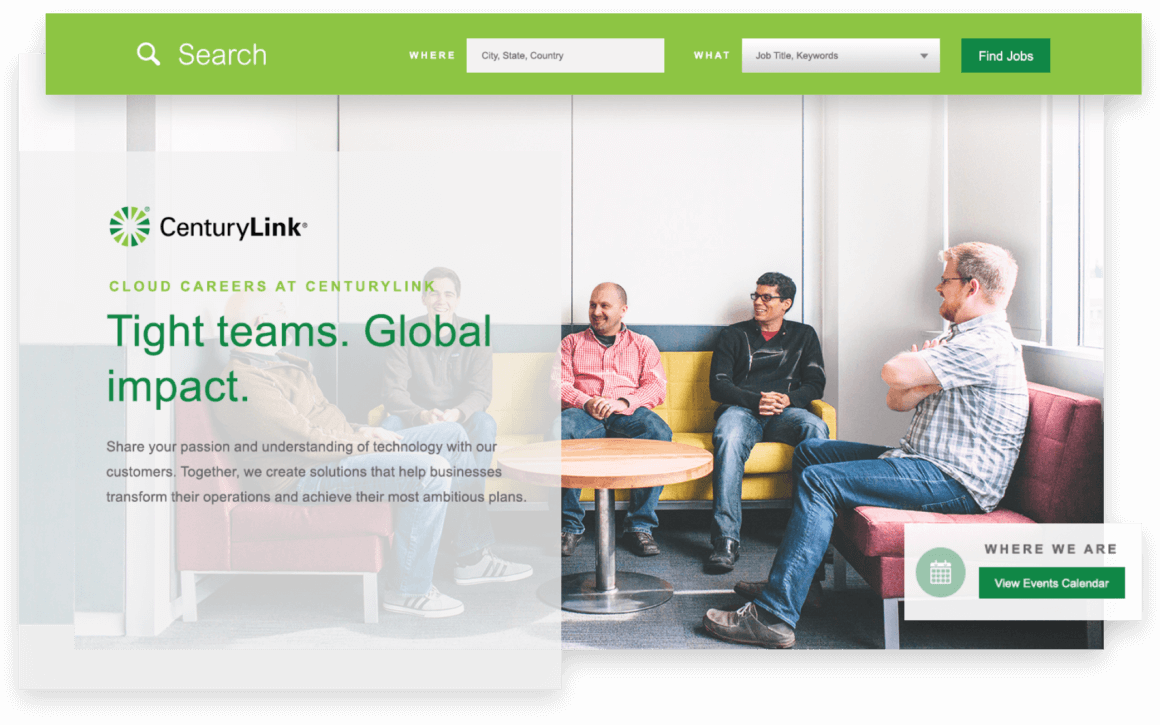 Search
WHERE
City, State, Country
WHAT
Job Title, Keywords
Find Jobs
CenturyLink®
CLOUD CAREERS AT CENTURYLINK
Tight teams. Global
impact.
Share your passion and understanding of technology with our
customers. Together, we create solutions that help businesses
transform their operations and achieve their most ambitious plans.
WHERE WE ARE
View Events Calendar